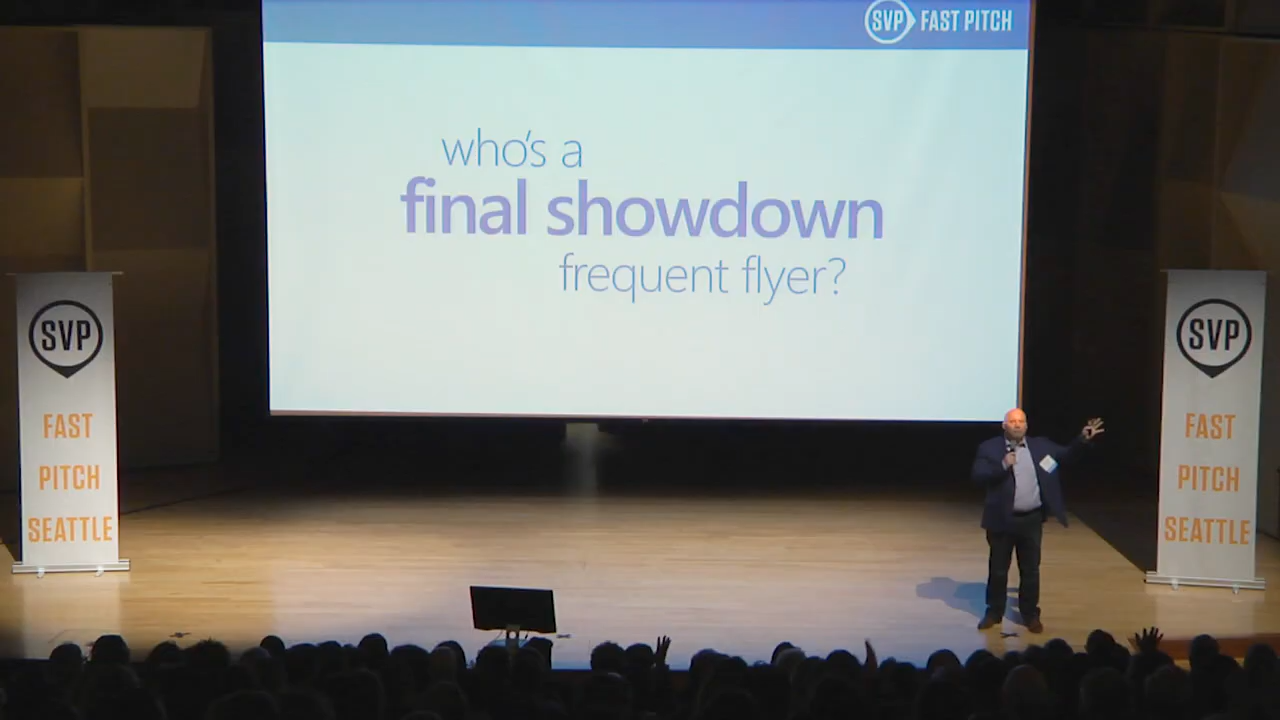 SVP FAST PITCH
who's a
final showdown
frequent flyer?
SVP
FAST
PITCH
SEATTLE
SVP
FAST
PITCH
SEATTLE